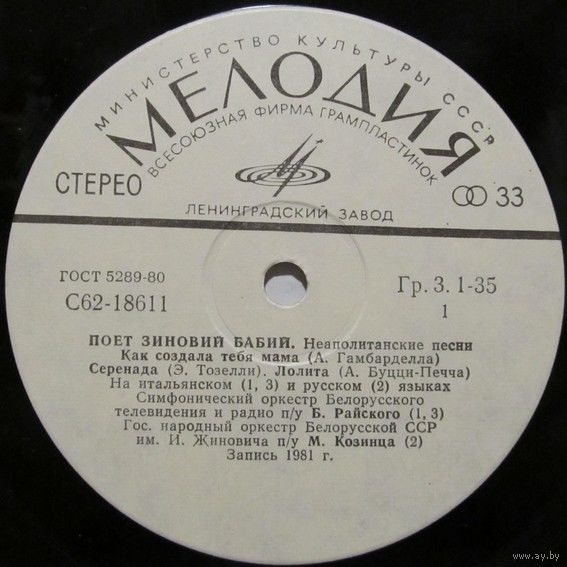 МИНИСТЕРСТВО КУЛЬТУРЫ СССР
МЕЛОДИЯ
ВСЕСОЮЗНАЯ ФИРМА ГРАМПЛАСТИНОК
СТЕРЕО
33
ЛЕНИНГРАДСКИЙ ЗАВОД
ГОСТ 5289-80
С62-18611
Гр. 3. 1-35
1
ПОЕТ ЗИНОВИЙ БАБИЙ. Неаполитанские песни
Как создала тебя мама (А. Гамбарделла)
Серенада (Э. Тозелли). Лолита (А. Буцци-Печча)
На итальянском (1, 3) и русском (2) языках
Симфонический оркестр Белорусского
телевидения и радио п/у Б. Райского (1, 3)
Гос. народный оркестр Белорусской ССР
им. И. Жиновича п/у М. Козинца (2)
Запись 1981 г.
www.ay.by